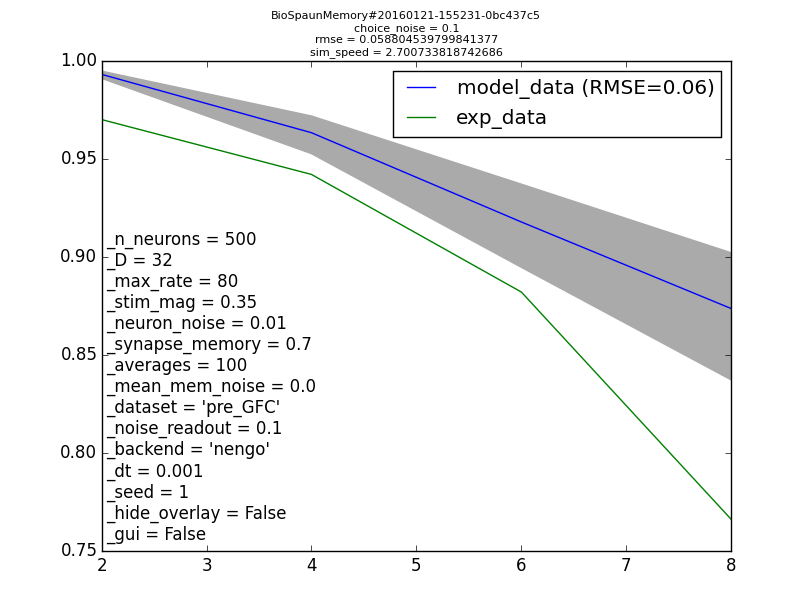 BioSpaunMemory#20160121-155231-0bc437c5
choice_noise = 0.1
rmse = 0.058804539799841377
sim_speed = 2.700733818742686
1.00
0.95
0.90
0.85
0.80
0.75
model_data (RMSE=0.06)
exp_data
_n_neurons = 500
_D = 32
_max_rate = 80
_stim_mag = 0.35
_neuron_noise = 0.01
_synapse_memory = 0.7
_averages = 100
_mean_mem_noise = 0.0
_dataset = 'pre_GFC'
_noise_readout = 0.1
_backend = 'nengo'
_dt = 0.001
_seed = 1
_hide_overlay = False
_gui = False
2 3 4 5 6 7 8